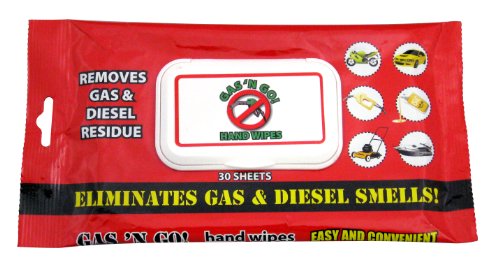 REMOVES
GAS &
DIESEL
RESIDUE
GAS 'N GO!
HAND WIPES
30 SHEETS
ELIMINATES GAS & DIESEL SMELLS!
GAS 'N GO! hand wipes EASY AND CONVENIENT